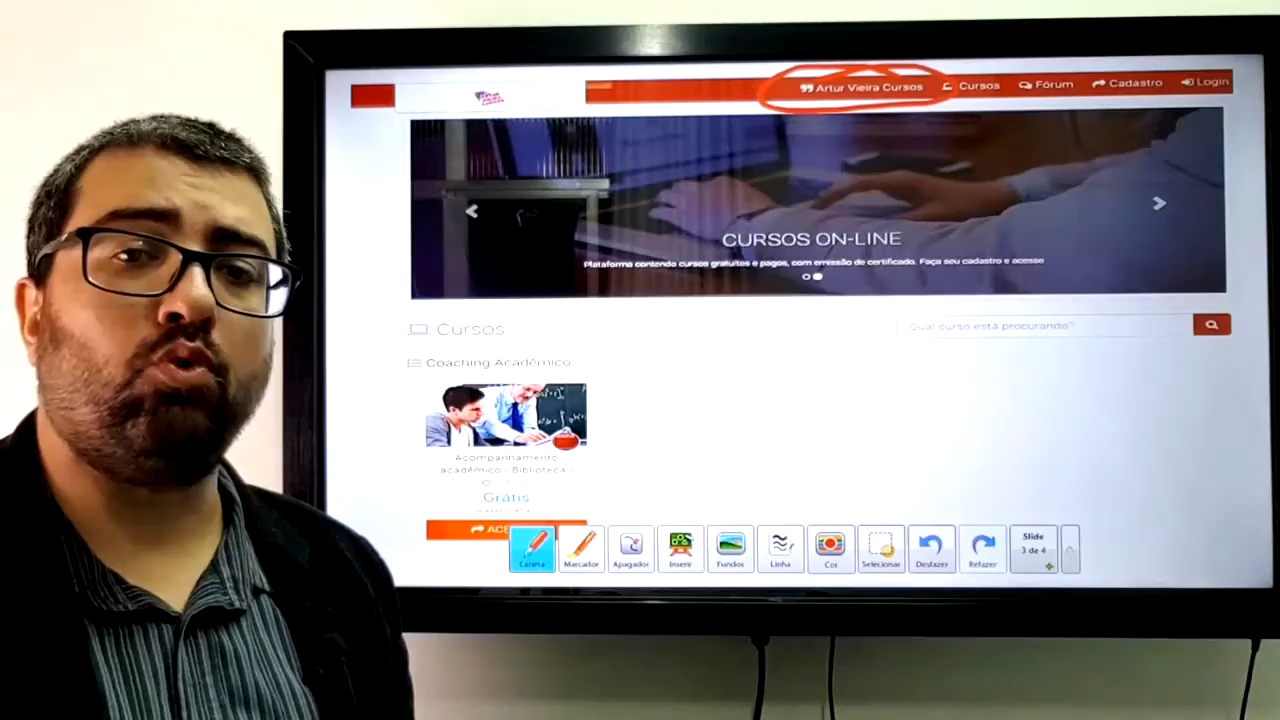 Artur Vieira Cursos Cursos Fórum Cadastro Login
CURSOS ON-LINE
Plataforma contendo cursos gratuitos e pagos, com emissão de certificado. Faça seu cadastro e acesso
Cursos
Qual curso está procurando?
Coaching Acadêmico
Acompanhamento
acadêmico - Biblioteca -
Grátis
Caneta Marcador Apagador Inserir Fundos Linha Cor Selecionar Desfazer Refazer
Slide
3 de 4